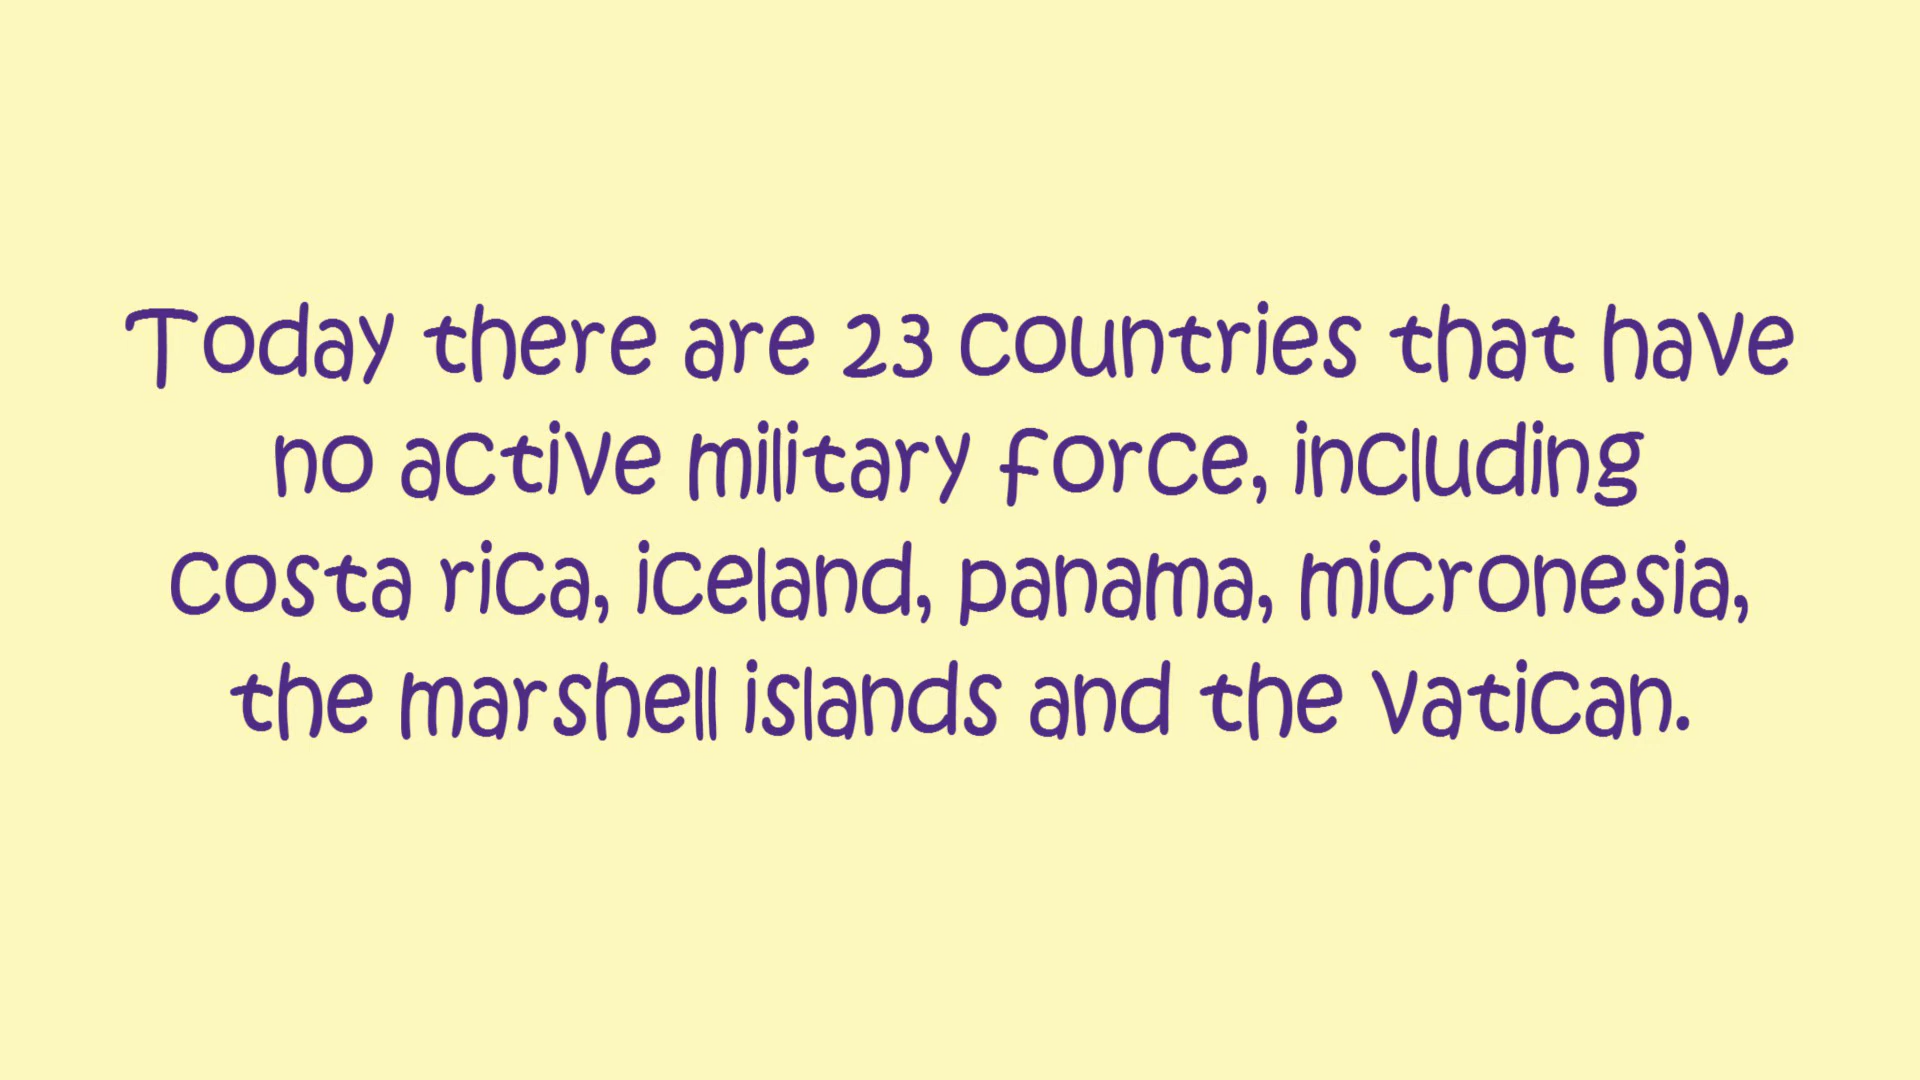 Today there are 23 countries that have
no active military force, including
costa rica, iceland, panama, micronesia,
the marshell islands and the vatican.